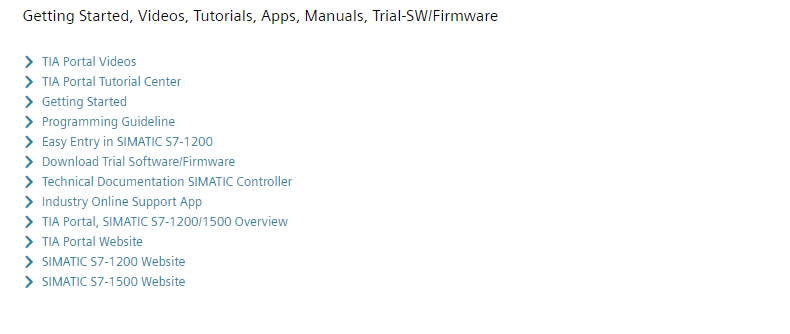 Getting Started, Videos, Tutorials, Apps, Manuals, Trial-SW/Firmware
TIA Portal Videos
TIA Portal Tutorial Center
Getting Started
Programming Guideline
Easy Entry in SIMATIC S7-1200
Download Trial Software/Firmware
Technical Documentation SIMATIC Controller
Industry Online Support App
TIA Portal, SIMATIC S7-1200/1500 Overview
TIA Portal Website
SIMATIC S7-1200 Website
SIMATIC S7-1500 Website